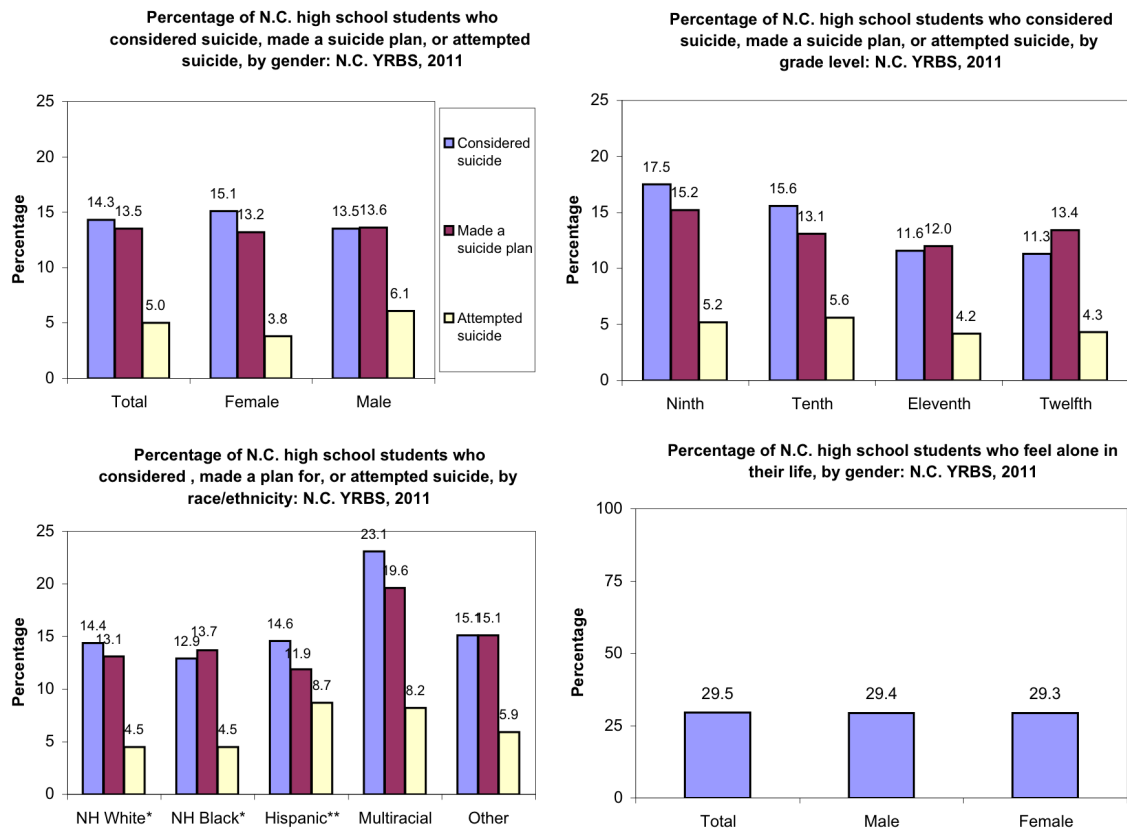 Percentage of N.C. high school students who
considered suicide, made a suicide plan, or attempted
suicide, by gender: N.C. YRBS, 2011
25
20
15
10
5
0
Percentage
14.3
13.5
5.0
15.1
13.2
3.8
13.5
13.6
6.1
Total
Female
Male
Considered
suicide
Made a
suicide plan
Attempted
suicide
Percentage of N.C. high school students who considered
suicide, made a suicide plan, or attempted suicide, by
grade level: N.C. YRBS, 2011
25
20
15
10
5
0
Percentage
17.5
15.2
5.2
15.6
13.1
5.6
11.6
12.0
4.2
11.3
13.4
4.3
Ninth
Tenth
Eleventh
Twelfth
Percentage of N.C. high school students who
considered , made a plan for, or attempted suicide, by
race/ethnicity: N.C. YRBS, 2011
25
20
15
10
5
0
Percentage
14.4
13.1
4.5
12.9
13.7
4.5
14.6
11.9
8.7
23.1
19.6
8.2
15.1
15.1
5.9
NH White*
NH Black*
Hispanic**
Multiracial
Other
Percentage of N.C. high school students who feel alone in
their life, by gender: N.C. YRBS, 2011
100
75
50
25
0
Percentage
29.5
29.4
29.3
Total
Male
Female